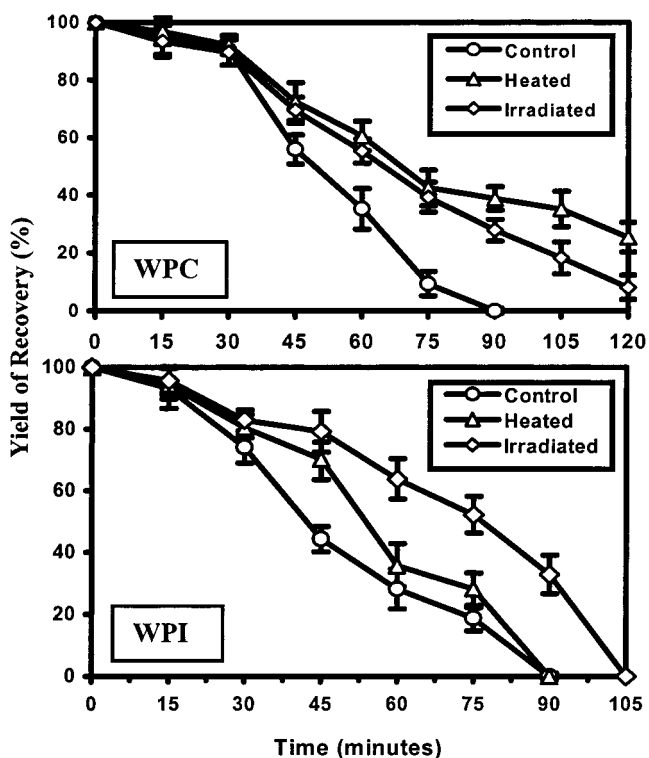 Yield of Recovery (%)
100
80
60
40
20
0
Control
Heated
Irradiated
WPC
0 15 30 45 60 75 90 105 120
100
80
60
40
20
0
Control
Heated
Irradiated
WPI
0 15 30 45 60 75 90 105
Time (minutes)